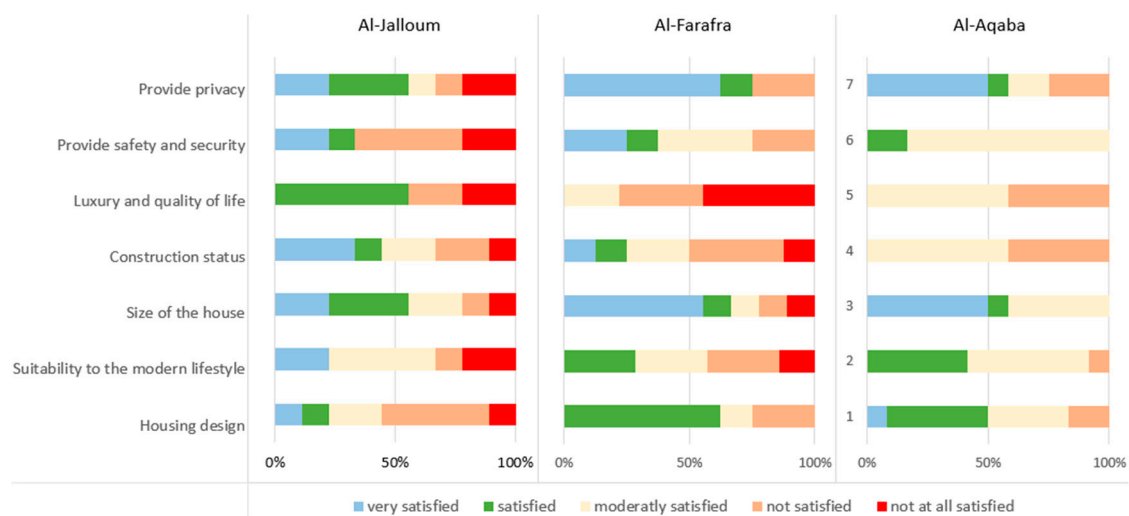 Al-Jalloum Al-Farafra Al-Aqaba
Provide privacy 7
Provide safety and security 6
Luxury and quality of life 5
Construction status 4
Size of the house 3
Suitability to the modern lifestyle 2
Housing design 1
0% 50% 100% 0% 50% 100% 0% 50% 100%
very satisfied satisfied moderatly satisfied not satisfied not at all satisfied